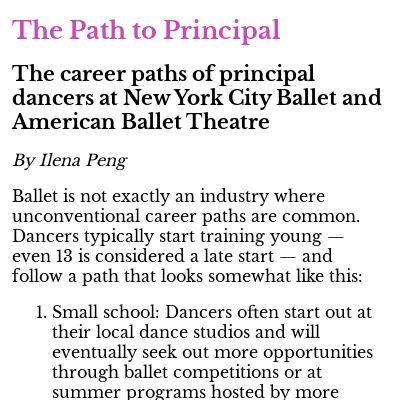 The Path to Principal
The career paths of principal
dancers at New York City Ballet and
American Ballet Theatre
By Ilena Peng
Ballet is not exactly an industry where
unconventional career paths are common.
Dancers typically start training young —
even 13 is considered a late start — and
follow a path that looks somewhat like this:
1. Small school: Dancers often start out at
their local dance studios and will
eventually seek out more opportunities
through ballet competitions or at
summer programs hosted by more